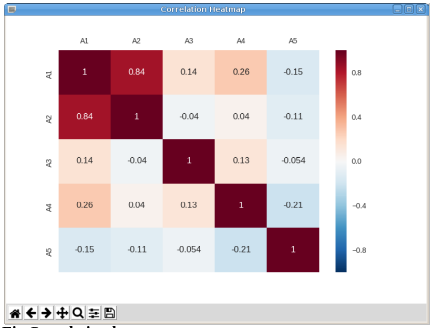 Correlation Heatmap
A1 A2 A3 A4 A5
A1 1 0.84 0.14 0.26 -0.15
0.8
A2 0.84 1 -0.04 0.04 -0.11
0.4
A3 0.14 -0.04 1 0.13 -0.054
0.0
A4 0.26 0.04 0.13 1 -0.21
−0.4
A5 -0.15 -0.11 -0.054 -0.21 1
−0.8